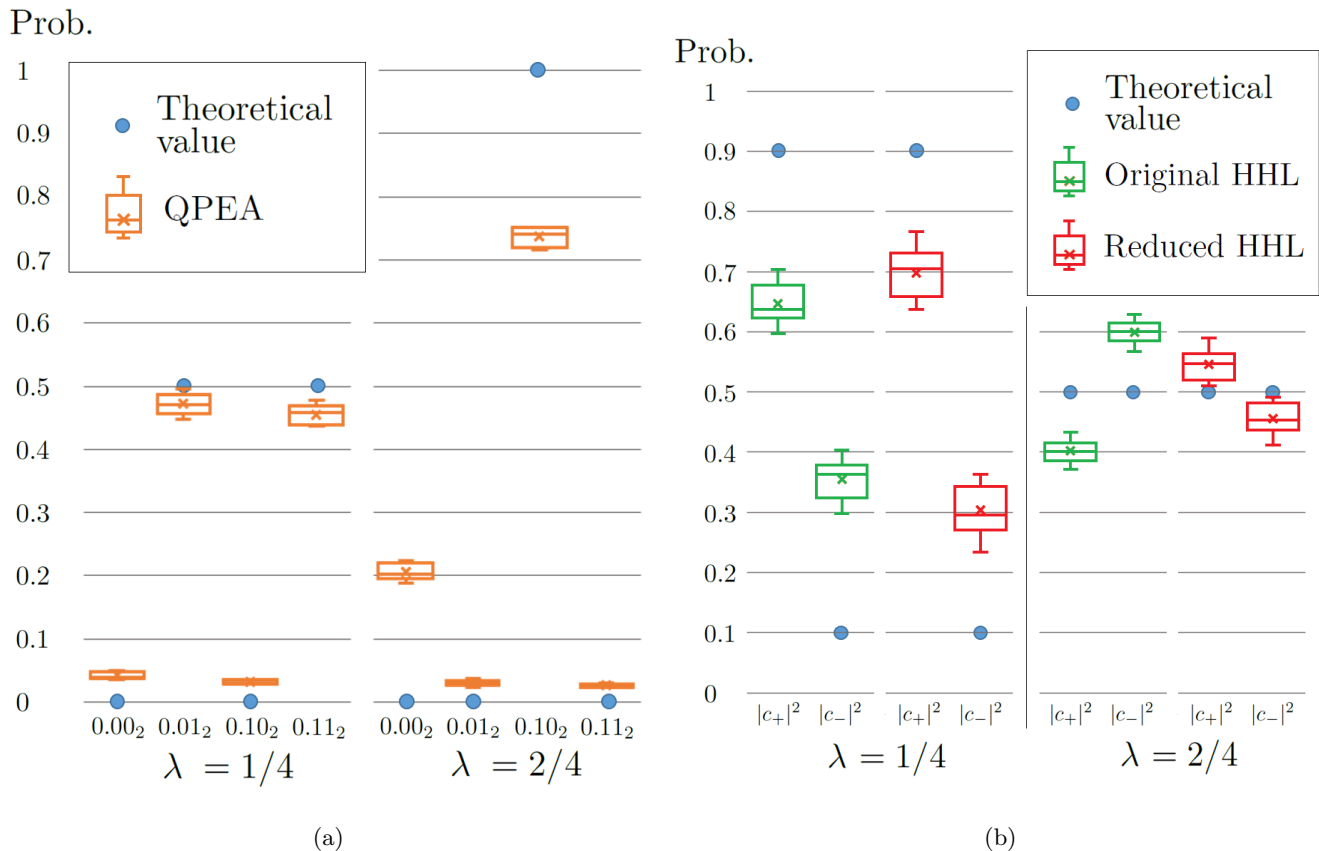 Prob.
1
0.9
0.8
0.7
0.6
0.5
0.4
0.3
0.2
0.1
0
Theoretical
value
QPEA
0.00₂ 0.01₂ 0.10₂ 0.11₂ 0.00₂ 0.01₂ 0.10₂ 0.11₂
λ = 1/4 λ = 2/4
(a)
Prob.
1
0.9
0.8
0.7
0.6
0.5
0.4
0.3
0.2
0.1
0
Theoretical
value
Original HHL
Reduced HHL
|c₊|² |c₋|² |c₊|² |c₋|² |c₊|² |c₋|² |c₊|² |c₋|²
λ = 1/4 λ = 2/4
(b)